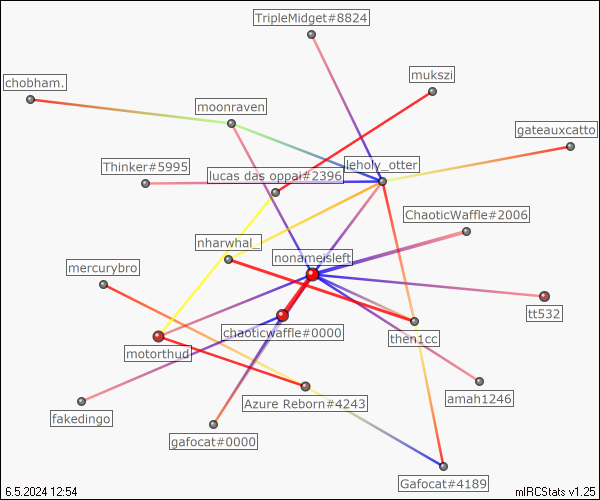 TripleMidget#8824
mukszi
chobham.
moonraven
gateauxcatto
leholy_otter
Thinker#5995
lucas das oppai#2396
ChaoticWaffle#2006
nharwhal_
nonameisleft
mercurybro
tt532
chaoticwaffle#0000
then1cc
motorthud
amah1246
Azure Reborn#4243
fakedingo
gafocat#0000
Gafocat#4189
6.5.2024 12:54
mIRCStats v1.25